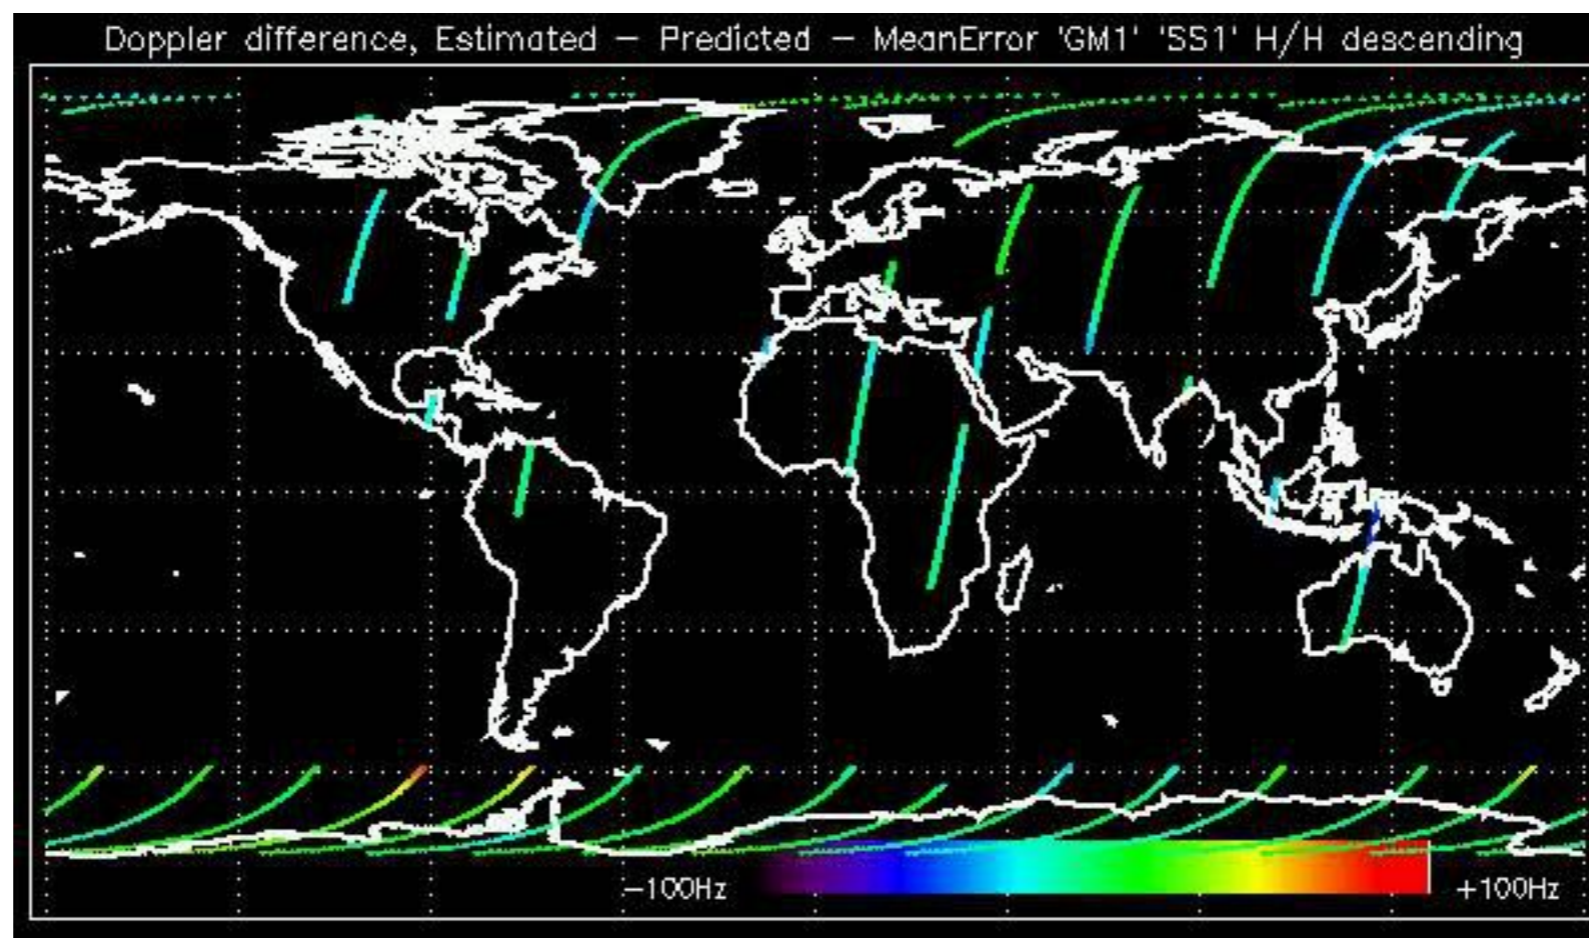 Doppler difference, Estimated – Predicted – MeanError 'GM1' 'SS1' H/H descending
–100Hz
+100Hz